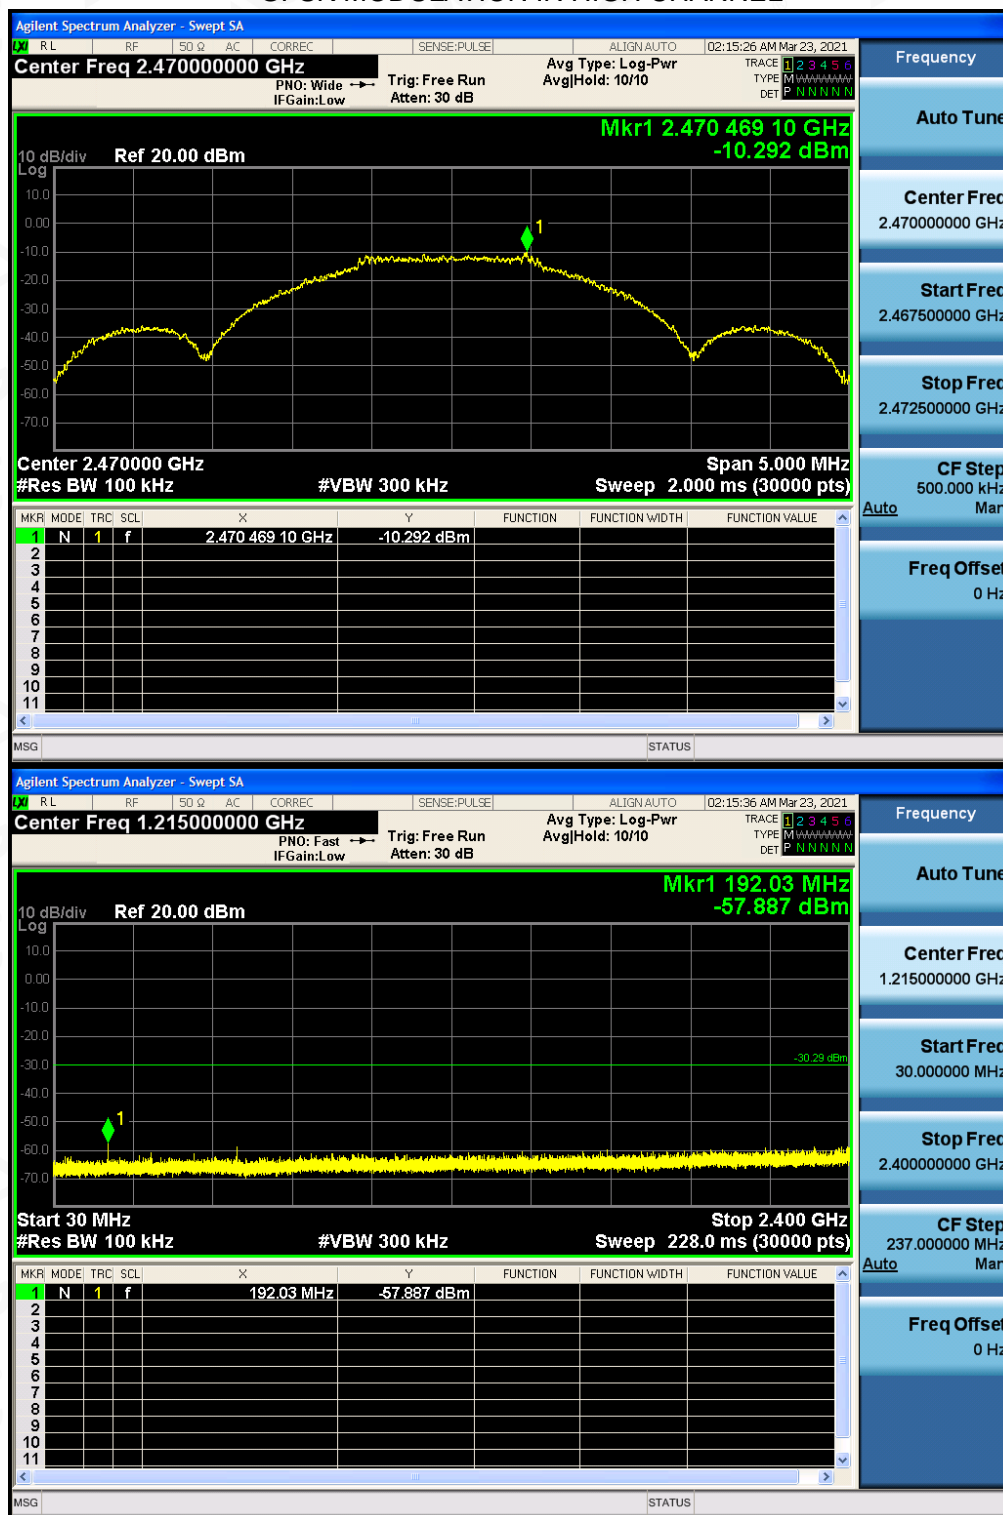 Agilent Spectrum Analyzer - Swept SA
LXI RL RF 50 Ω AC CORREC SENSE:PULSE ALIGN AUTO 02:15:26 AM Mar 23, 2021
Center Freq 2.470000000 GHz
PNO: Wide
IFGain:Low
Trig: Free Run
Atten: 30 dB
Avg Type: Log-Pwr
Avg|Hold: 10/10
TRACE 1 2 3 4 5 6
TYPE M
DET P N N N N N
Mkr1 2.470 469 10 GHz
-10.292 dBm
10 dB/div Ref 20.00 dBm
Log
10.0
0.00
-10.0
-20.0
-30.0
-40.0
-50.0
-60.0
-70.0
1
Center 2.470000 GHz Span 5.000 MHz
#Res BW 100 kHz #VBW 300 kHz Sweep 2.000 ms (30000 pts)
MKR MODE TRC SCL X Y FUNCTION FUNCTION WIDTH FUNCTION VALUE
1 N 1 f 2.470 469 10 GHz -10.292 dBm
2
3
4
5
6
7
8
9
10
11
MSG STATUS
Frequency
Auto Tune
Center Freq
2.470000000 GHz
Start Freq
2.467500000 GHz
Stop Freq
2.472500000 GHz
CF Step
500.000 kHz
Auto Man
Freq Offset
0 Hz
Agilent Spectrum Analyzer - Swept SA
LXI RL RF 50 Ω AC CORREC SENSE:PULSE ALIGN AUTO 02:15:36 AM Mar 23, 2021
Center Freq 1.215000000 GHz
PNO: Fast
IFGain:Low
Trig: Free Run
Atten: 30 dB
Avg Type: Log-Pwr
Avg|Hold: 10/10
TRACE 1 2 3 4 5 6
TYPE M
DET P N N N N N
Mkr1 192.03 MHz
-57.887 dBm
10 dB/div Ref 20.00 dBm
Log
10.0
0.00
-10.0
-20.0
-30.0
-40.0
-50.0
-60.0
-70.0
-30.29 dBm
1
Start 30 MHz Stop 2.400 GHz
#Res BW 100 kHz #VBW 300 kHz Sweep 228.0 ms (30000 pts)
MKR MODE TRC SCL X Y FUNCTION FUNCTION WIDTH FUNCTION VALUE
1 N 1 f 192.03 MHz -57.887 dBm
2
3
4
5
6
7
8
9
10
11
MSG STATUS
Frequency
Auto Tune
Center Freq
1.215000000 GHz
Start Freq
30.000000 MHz
Stop Freq
2.400000000 GHz
CF Step
237.000000 MHz
Auto Man
Freq Offset
0 Hz